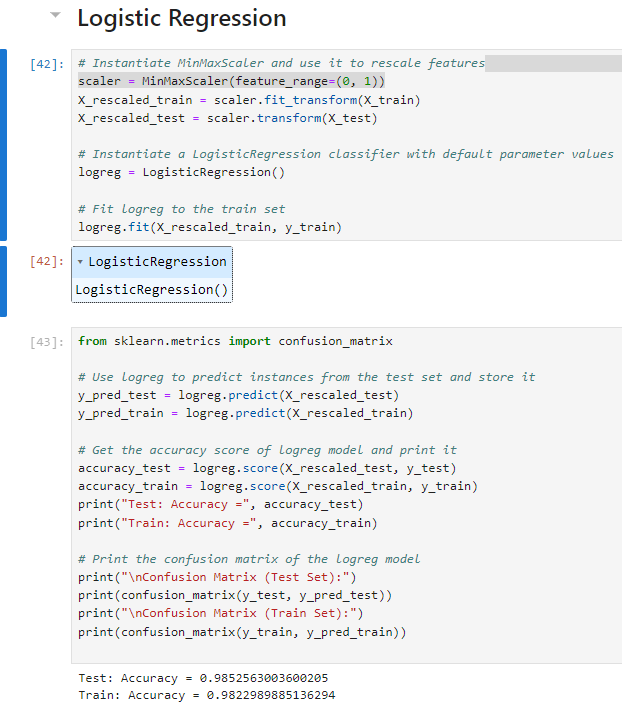 Logistic Regression
[42]:
# Instantiate MinMaxScaler and use it to rescale features
scaler = MinMaxScaler(feature_range=(0, 1))
X_rescaled_train = scaler.fit_transform(X_train)
X_rescaled_test = scaler.transform(X_test)
# Instantiate a LogisticRegression classifier with default parameter values
logreg = LogisticRegression()
# Fit logreg to the train set
logreg.fit(X_rescaled_train, y_train)
[42]:
LogisticRegression
LogisticRegression()
[43]:
from sklearn.metrics import confusion_matrix
# Use logreg to predict instances from the test set and store it
y_pred_test = logreg.predict(X_rescaled_test)
y_pred_train = logreg.predict(X_rescaled_train)
# Get the accuracy score of logreg model and print it
accuracy_test = logreg.score(X_rescaled_test, y_test)
accuracy_train = logreg.score(X_rescaled_train, y_train)
print("Test: Accuracy =", accuracy_test)
print("Train: Accuracy =", accuracy_train)
# Print the confusion matrix of the logreg model
print("\nConfusion Matrix (Test Set):")
print(confusion_matrix(y_test, y_pred_test))
print("\nConfusion Matrix (Train Set):")
print(confusion_matrix(y_train, y_pred_train))
Test: Accuracy = 0.9852563003600205
Train: Accuracy = 0.9822989885136294